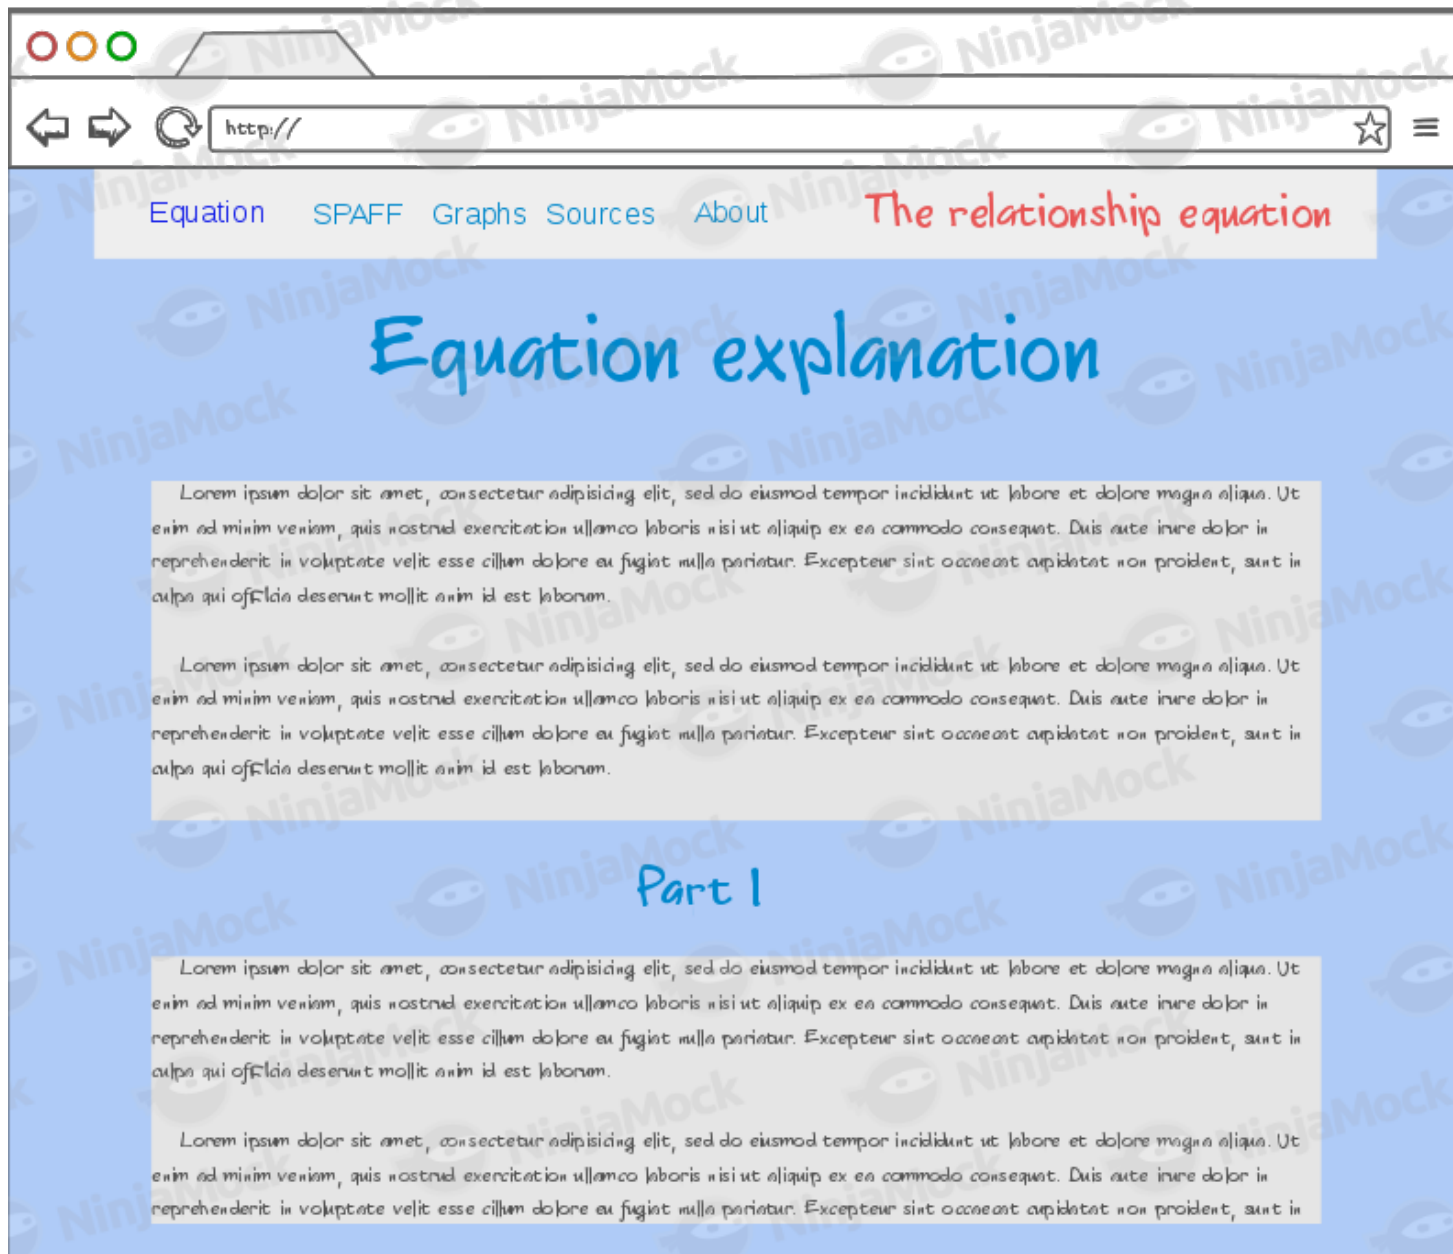 http://
Equation SPAFF Graphs Sources About The relationship equation
Equation explanation
Lorem ipsum dolor sit amet, consectetur adipisicing elit, sed do eiusmod tempor incididunt ut labore et dolore magna aliqua. Ut
enim ad minim veniam, quis nostrud exercitation ullamco laboris nisi ut aliquip ex ea commodo consequat. Duis aute irure dolor in
reprehenderit in voluptate velit esse cillum dolore eu fugiat nulla pariatur. Excepteur sint occaecat cupidatat non proident, sunt in
culpa qui officia deserunt mollit anim id est laborum.
Lorem ipsum dolor sit amet, consectetur adipisicing elit, sed do eiusmod tempor incididunt ut labore et dolore magna aliqua. Ut
enim ad minim veniam, quis nostrud exercitation ullamco laboris nisi ut aliquip ex ea commodo consequat. Duis aute irure dolor in
reprehenderit in voluptate velit esse cillum dolore eu fugiat nulla pariatur. Excepteur sint occaecat cupidatat non proident, sunt in
culpa qui officia deserunt mollit anim id est laborum.
Part 1
Lorem ipsum dolor sit amet, consectetur adipisicing elit, sed do eiusmod tempor incididunt ut labore et dolore magna aliqua. Ut
enim ad minim veniam, quis nostrud exercitation ullamco laboris nisi ut aliquip ex ea commodo consequat. Duis aute irure dolor in
reprehenderit in voluptate velit esse cillum dolore eu fugiat nulla pariatur. Excepteur sint occaecat cupidatat non proident, sunt in
culpa qui officia deserunt mollit anim id est laborum.
Lorem ipsum dolor sit amet, consectetur adipisicing elit, sed do eiusmod tempor incididunt ut labore et dolore magna aliqua. Ut
enim ad minim veniam, quis nostrud exercitation ullamco laboris nisi ut aliquip ex ea commodo consequat. Duis aute irure dolor in
reprehenderit in voluptate velit esse cillum dolore eu fugiat nulla pariatur. Excepteur sint occaecat cupidatat non proident, sunt in
NinjaMock